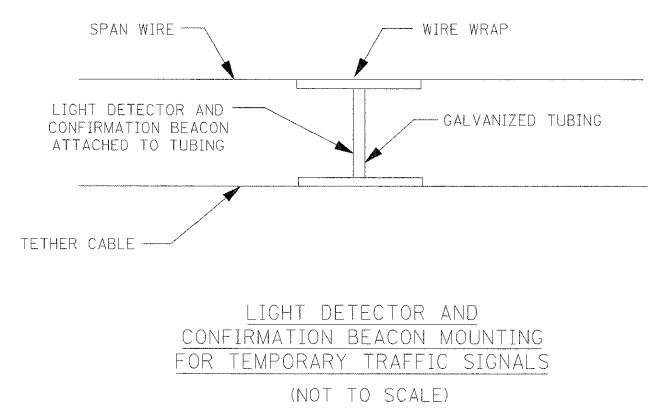 SPAN WIRE
WIRE WRAP
LIGHT DETECTOR AND
CONFIRMATION BEACON
ATTACHED TO TUBING
GALVANIZED TUBING
TETHER CABLE
LIGHT DETECTOR AND
CONFIRMATION BEACON MOUNTING
FOR TEMPORARY TRAFFIC SIGNALS
(NOT TO SCALE)